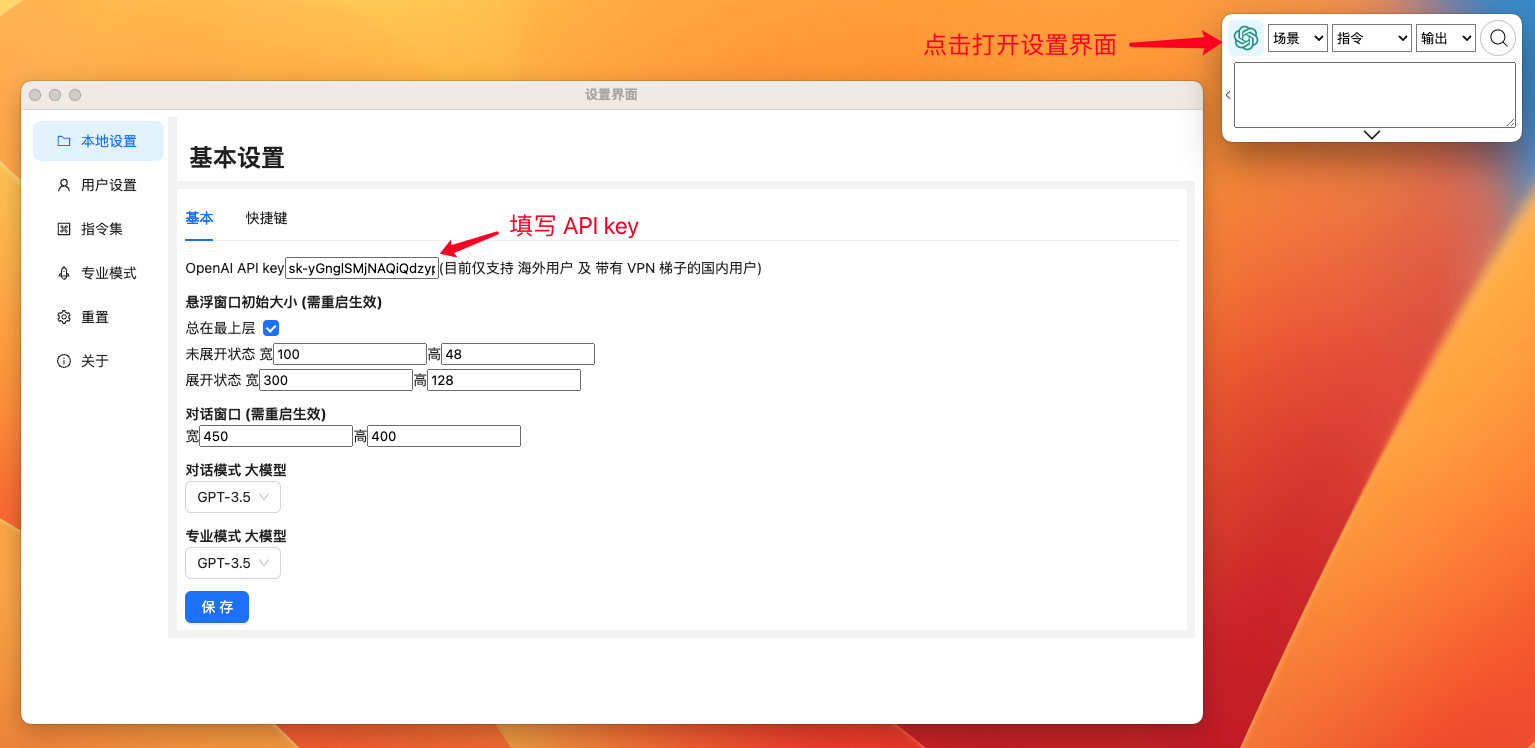 点击打开设置界面
场景 指令 输出
设置界面
本地设置
用户设置
指令集
专业模式
重置
关于
基本设置
基本 快捷键
填写 API key
OpenAI API key sk-yGnglSMjNAQiQdzyp (目前仅支持 海外用户 及 带有 VPN 梯子的国内用户)
悬浮窗口初始大小 (需重启生效)
总在最上层
未展开状态 宽 100 高 48
展开状态 宽 300 高 128
对话窗口 (需重启生效)
宽 450 高 400
对话模式 大模型
GPT-3.5
专业模式 大模型
GPT-3.5
保 存